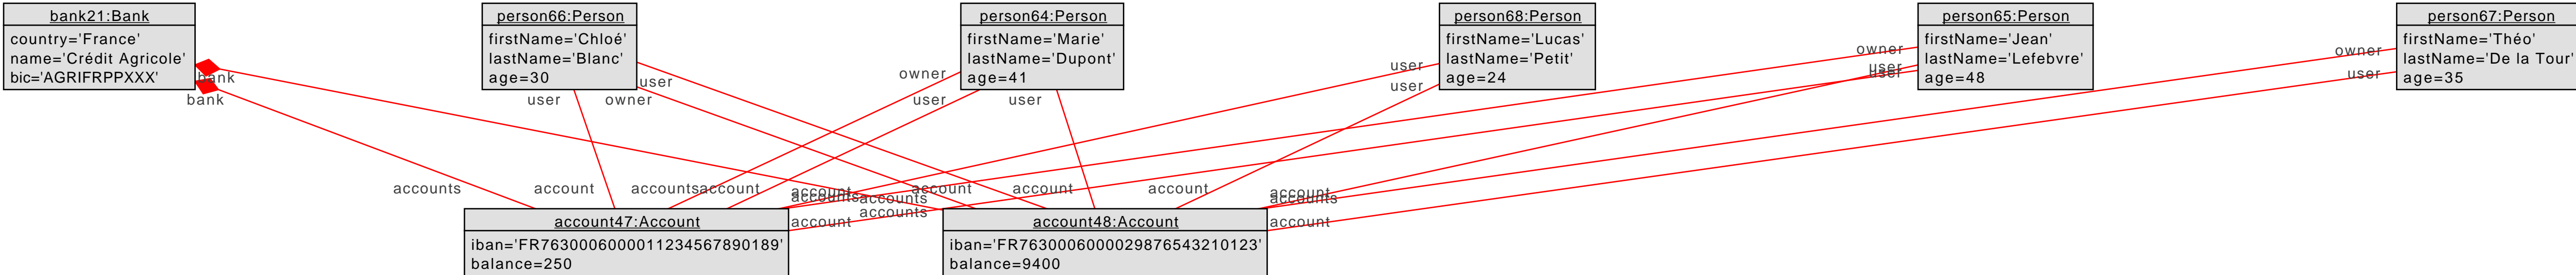 bank21:Bank
country='France'
name='Crédit Agricole'
bic='AGRIFRPPXXX'
person66:Person
firstName='Chloé'
lastName='Blanc'
age=30
person64:Person
firstName='Marie'
lastName='Dupont'
age=41
person68:Person
firstName='Lucas'
lastName='Petit'
age=24
person65:Person
firstName='Jean'
lastName='Lefebvre'
age=48
person67:Person
firstName='Théo'
lastName='De la Tour'
age=35
bank
bank
user
user
owner
owner
user
user
user
user
owner
user
user
owner
user
accounts
account
accounts
account
account
accounts
account
accounts
accounts
account
account
account
account
accounts
account
account47:Account
iban='FR7630006000011234567890189'
balance=250
account48:Account
iban='FR7630006000029876543210123'
balance=9400